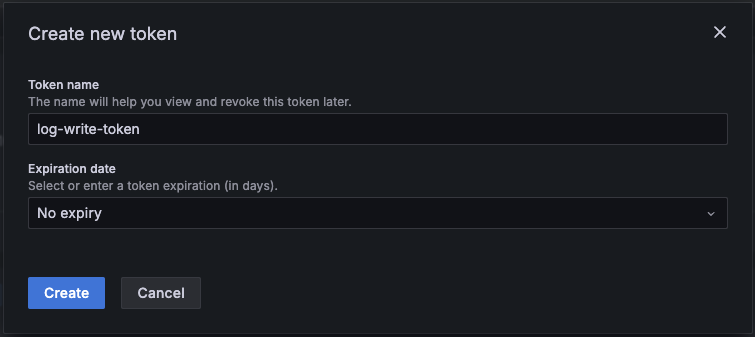 Create new token
Token name
The name will help you view and revoke this token later.
log-write-token
Expiration date
Select or enter a token expiration (in days).
No expiry
Create
Cancel